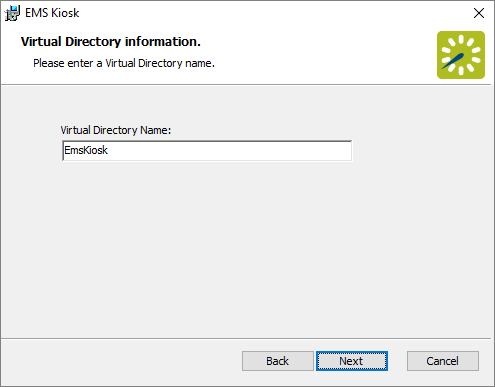 EMS Kiosk
Virtual Directory information.
Please enter a Virtual Directory name.
Virtual Directory Name:
EmsKiosk
Back
Next
Cancel